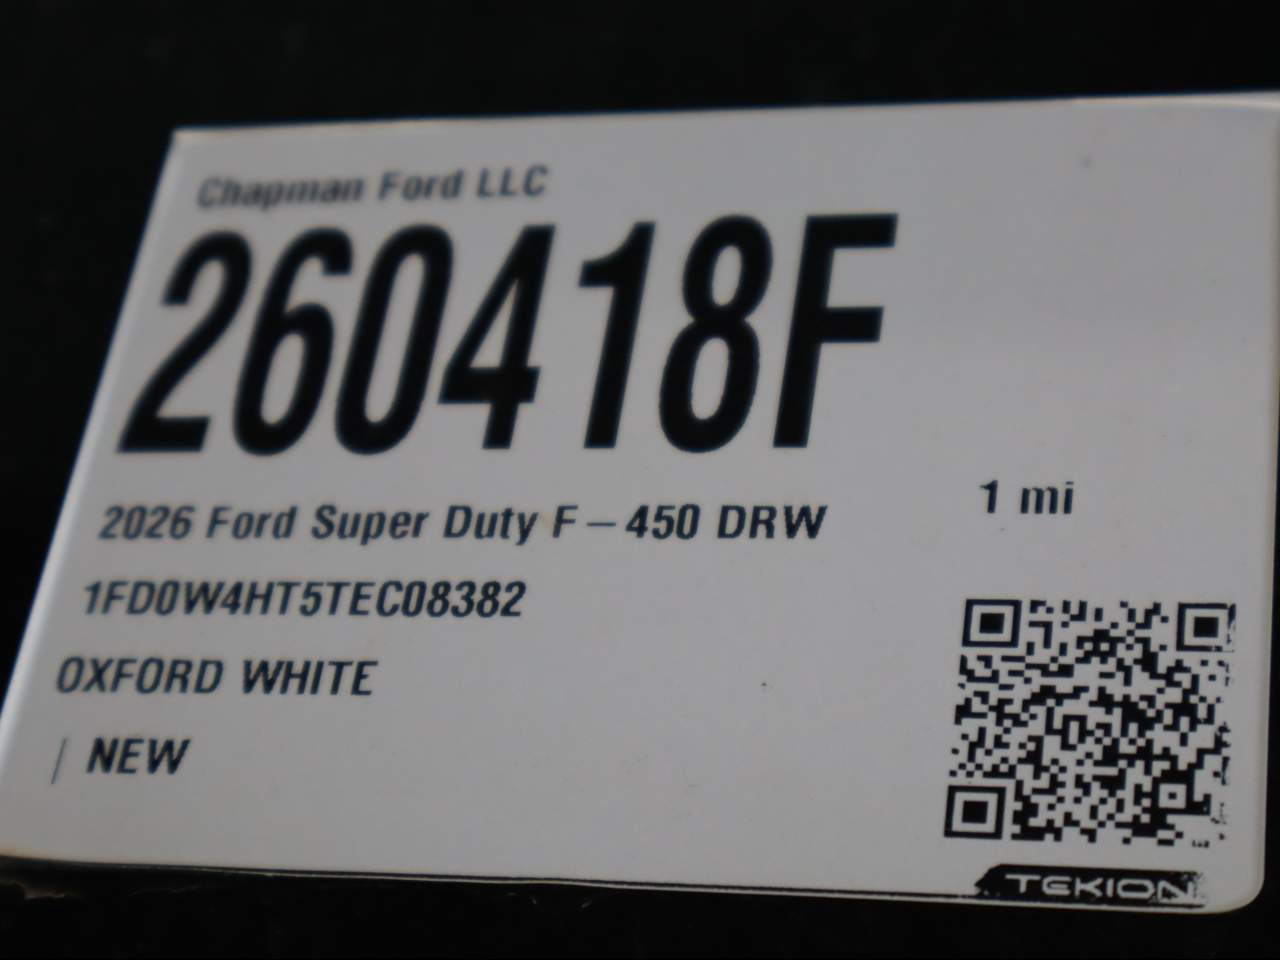 Chapman Ford LLC
260418F
2026 Ford Super Duty F-450 DRW
1 mi
1FD0W4HT5TEC08382
OXFORD WHITE
| NEW
TEKION